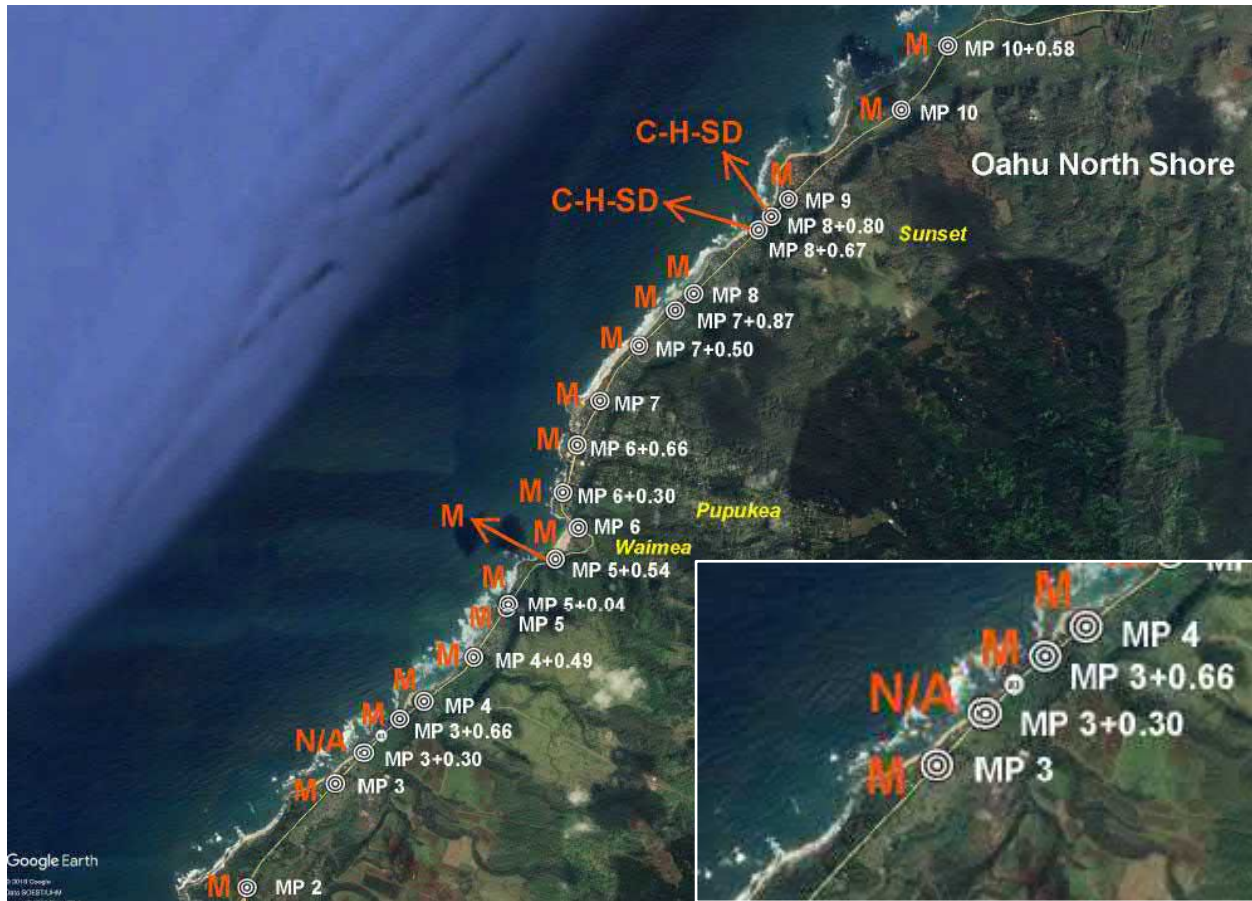 M
MP 10+0.58
M
MP 10
C-H-SD
Oahu North Shore
M
C-H-SD
MP 9
MP 8+0.80
Sunset
MP 8+0.67
M
MP 8
M
MP 7+0.87
M
MP 7+0.50
M
MP 7
M
MP 6+0.66
M
MP 6+0.30
Pupukea
M
M
MP 6
Waimea
MP 5+0.54
M
MP 5+0.04
M
MP 5
M
MP 4+0.49
M
MP 4
M
MP 3+0.66
N/A
MP 3+0.30
M
MP 3
M
MP 2
Google Earth
M
MP 4
M
MP 3+0.66
N/A
MP 3+0.30
M
MP 3